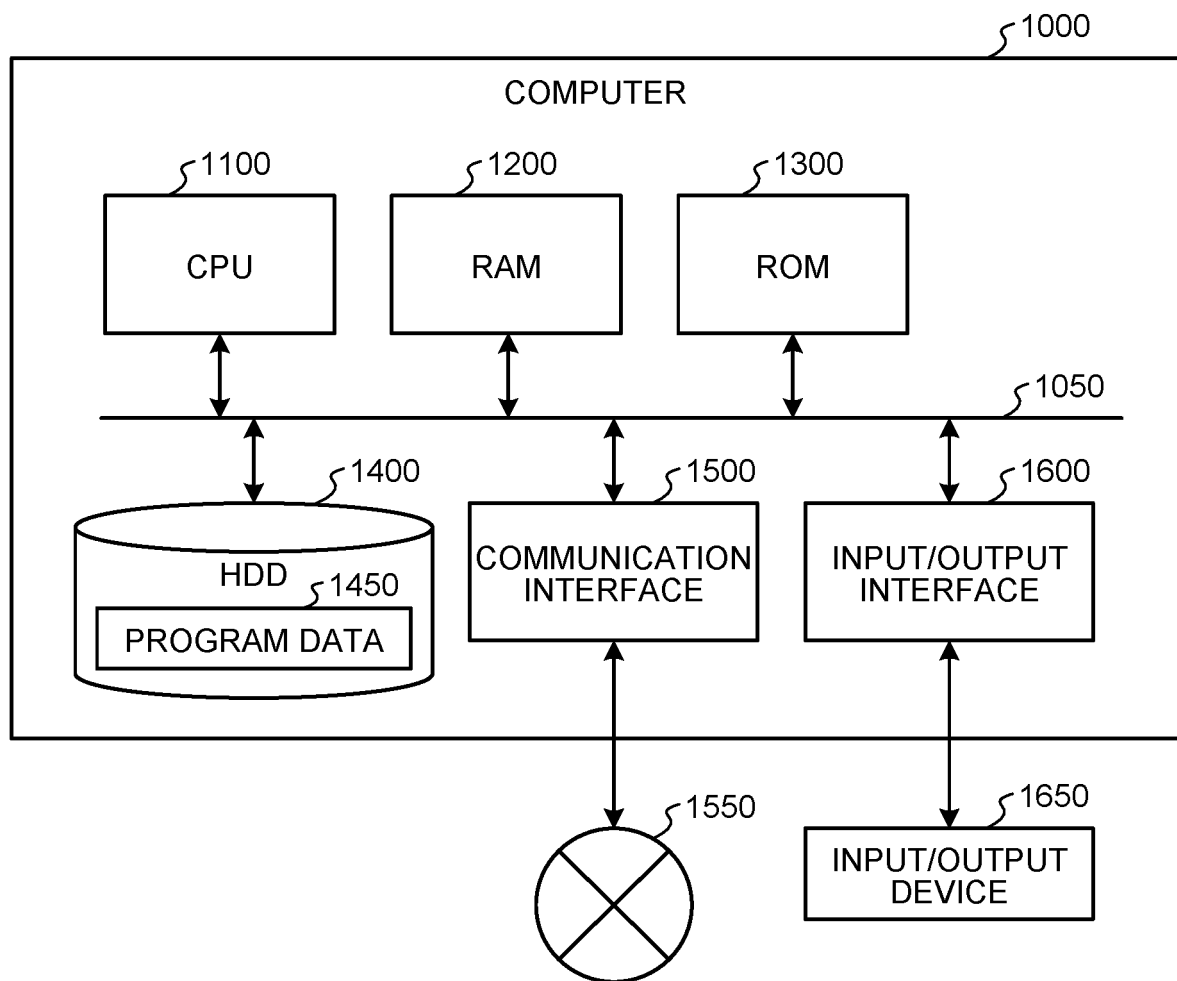 1000
COMPUTER
1100
1200
1300
CPU
RAM
ROM
1050
1400
1500
1600
HDD
1450
PROGRAM DATA
COMMUNICATION
INTERFACE
INPUT/OUTPUT
INTERFACE
1550
1650
INPUT/OUTPUT
DEVICE